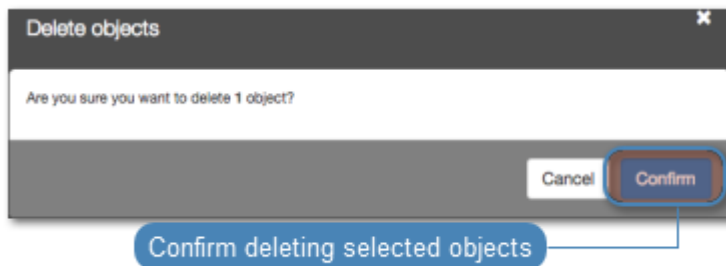 Delete objects
Are you sure you want to delete 1 object?
Cancel Confirm
Confirm deleting selected objects